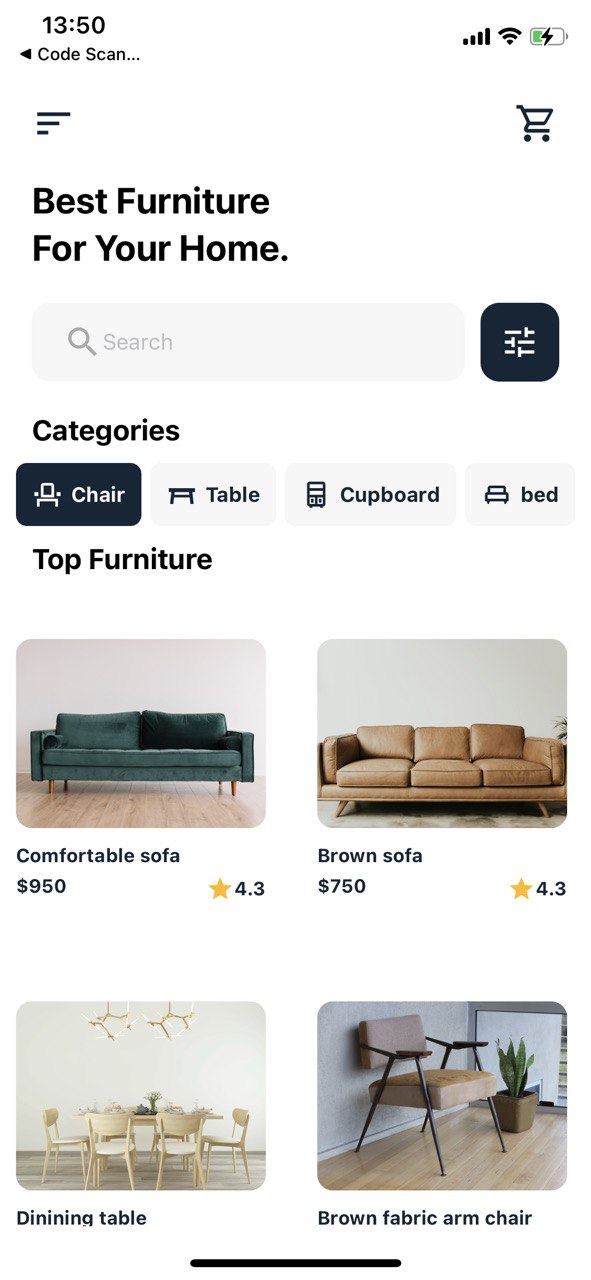 13:50
◀ Code Scan...
Best Furniture
For Your Home.
Search
Categories
Chair Table Cupboard bed
Top Furniture
Comfortable sofa Brown sofa
$950 4.3 $750 4.3
Dinining table Brown fabric arm chair